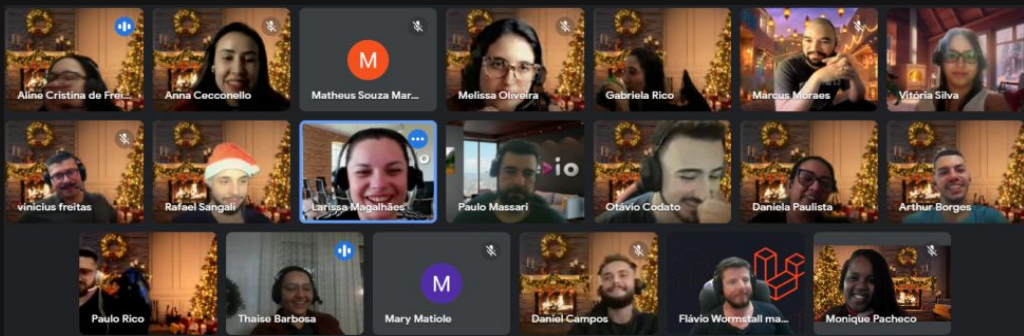 Aline Cristina de Frei...
Anna Cecconello
M
Matheus Souza Mar...
Melissa Oliveira
Gabriela Rico
Marcus Moraes
Vitória Silva
vinicius freitas
Rafael Sangali
Larissa Magalhães
Paulo Massari
>io
Otávio Codato
Daniela Paulista
Arthur Borges
Paulo Rico
Thaise Barbosa
M
Mary Matiole
Daniel Campos
Flávio Wormstall ma...
Monique Pacheco